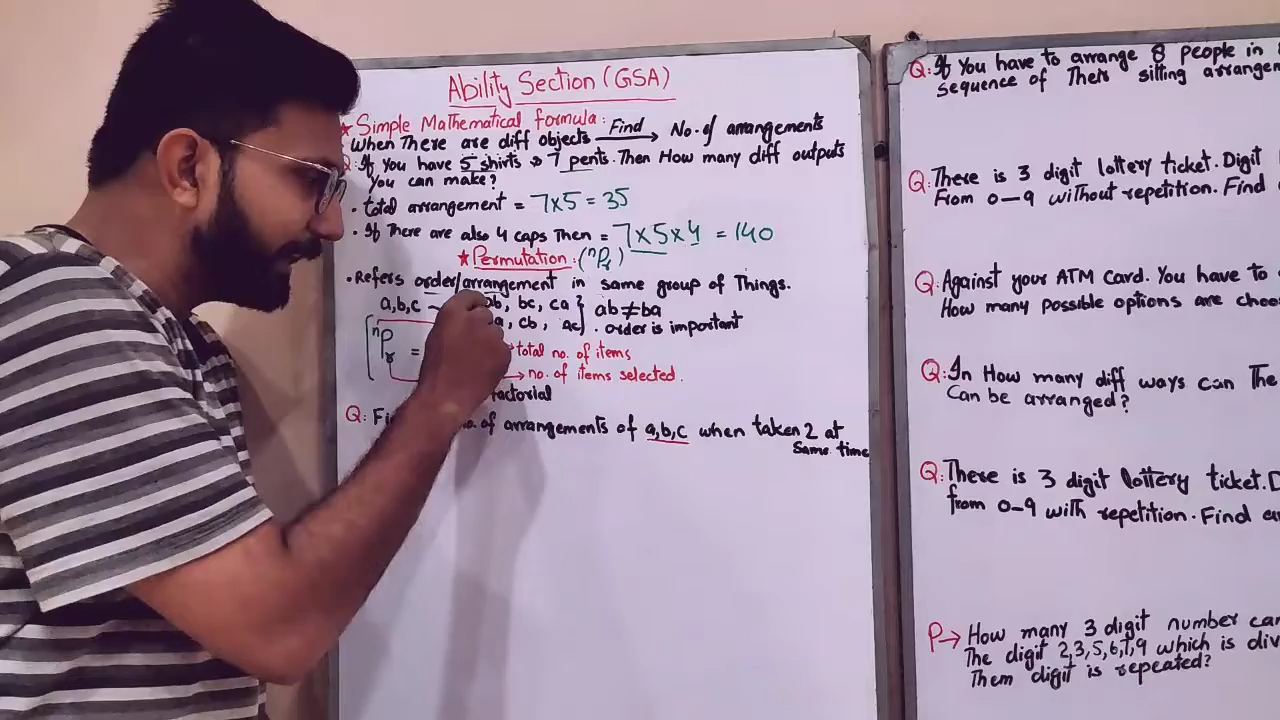 Ability Section (GSA)
★ Simple Mathematical formula:
When There are diff objects Find → No. of arrangements
Q: If You have 5 shirts & 7 pents. Then How many diff outputs
You can make?
• total arrangement = 7×5 = 35
• If There are also 4 caps Then = 7×5×4 = 140
★ Permutation: (ⁿPᵣ)
• Refers order/arrangement in same group of Things.
a,b,c bc, ca } ab≠ba
cb, ac . order is important
ⁿPᵣ = → total no. of items
→ no. of items selected.
factorial
Q: of arrangements of a,b,c when taken 2 at
Same time
Q: If You have to arrange 8 people in
sequence of Their sitting
Q: There is 3 digit lottery ticket. Digit
From 0–9 without repetition. Find
Q: Against your ATM card. You have to
How many possible options are
Q: In How many diff ways can The
Can be arranged?
Q: There is 3 digit lottery ticket.
from 0–9 with repetition. Find
P→ How many 3 digit number
The digit 2,3,5,6,7,9 which is
Them digit is repeated?